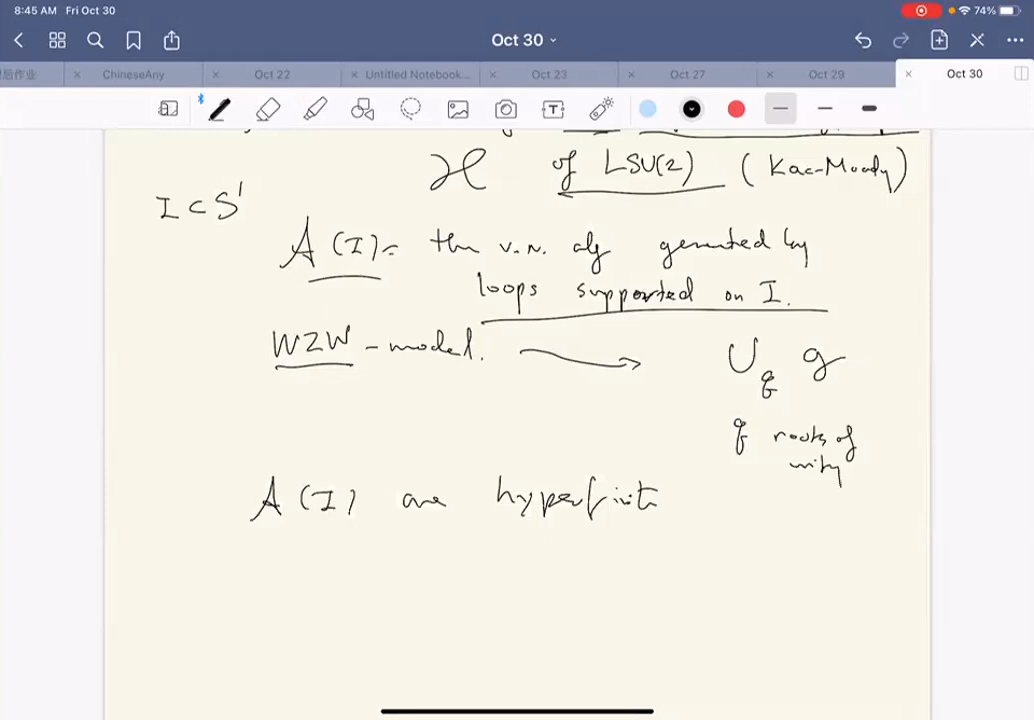 8:45 AM Fri Oct 30
74%
Oct 30
ChineseAny
Oct 22
Untitled Notebook...
Oct 23
Oct 27
Oct 29
Oct 30
ℋ of LSU(2) (Kac-Moody)
I ⊂ S¹
A(I) = the v.n. alg generated by
loops supported on I.
WZW - model. → U_q g
q roots of
unity
A(I) are hyperfinite